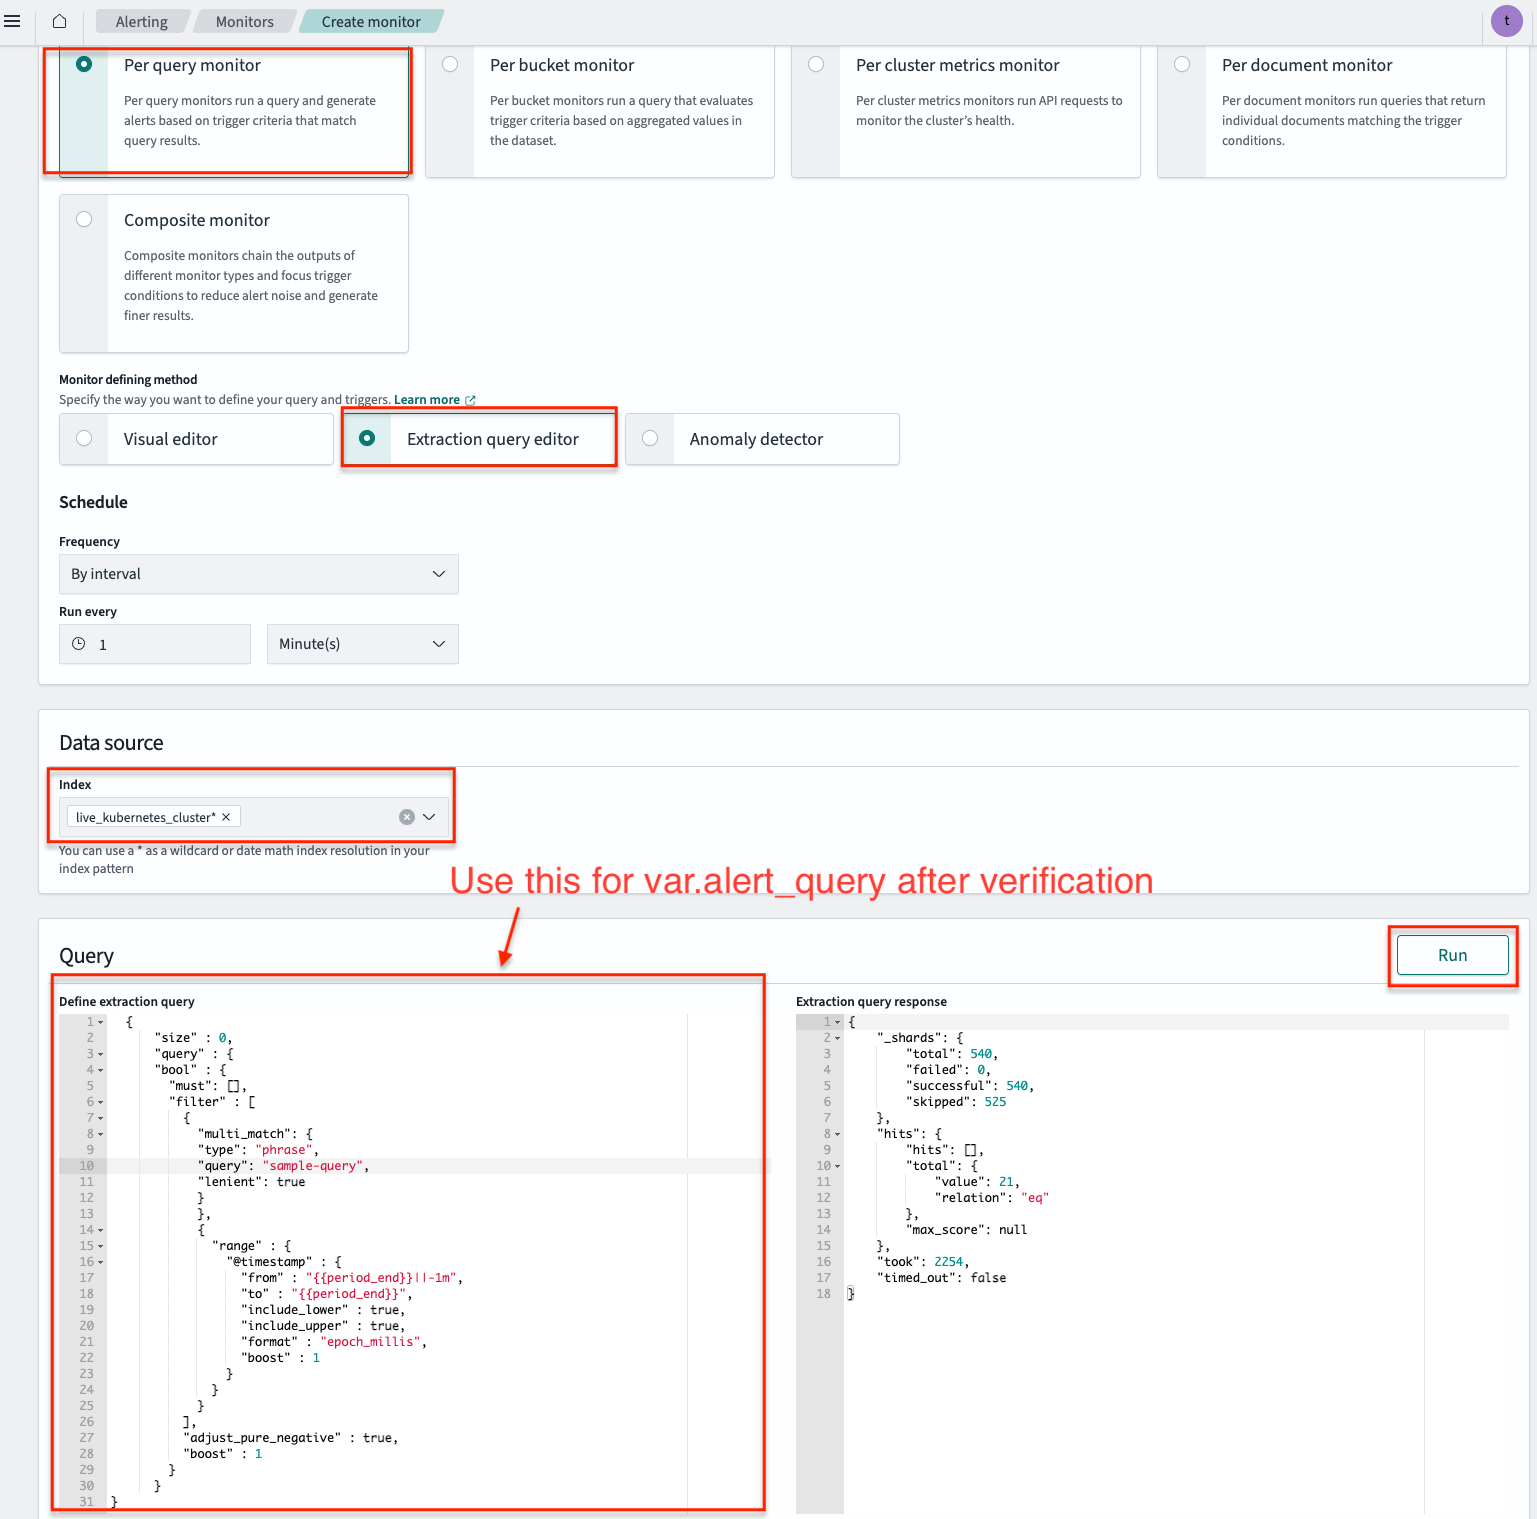 Alerting
Monitors
Create monitor
t
Per query monitor
Per query monitors run a query and generate
alerts based on trigger criteria that match
query results.
Per bucket monitor
Per bucket monitors run a query that evaluates
trigger criteria based on aggregated values in
the dataset.
Per cluster metrics monitor
Per cluster metrics monitors run API requests to
monitor the cluster's health.
Per document monitor
Per document monitors run queries that return
individual documents matching the trigger
conditions.
Composite monitor
Composite monitors chain the outputs of
different monitor types and focus trigger
conditions to reduce alert noise and generate
finer results.
Monitor defining method
Specify the way you want to define your query and triggers. Learn more
Visual editor
Extraction query editor
Anomaly detector
Schedule
Frequency
By interval
Run every
1
Minute(s)
Data source
Index
live_kubernetes_cluster*
You can use a * as a wildcard or date math index resolution in your
index pattern
Use this for var.alert_query after verification
Query
Run
Define extraction query
1 {
2 "size" : 0,
3 "query" : {
4 "bool" : {
5 "must": [],
6 "filter" : [
7 {
8 "multi_match": {
9 "type": "phrase",
10 "query": "sample-query",
11 "lenient": true
12 }
13 },
14 {
15 "range" : {
16 "@timestamp" : {
17 "from" : "{{period_end}}||-1m",
18 "to" : "{{period_end}}",
19 "include_lower" : true,
20 "include_upper" : true,
21 "format" : "epoch_millis",
22 "boost" : 1
23 }
24 }
25 }
26 ],
27 "adjust_pure_negative" : true,
28 "boost" : 1
29 }
30 }
31 }
Extraction query response
1 {
2 "_shards": {
3 "total": 540,
4 "failed": 0,
5 "successful": 540,
6 "skipped": 525
7 },
8 "hits": {
9 "hits": [],
10 "total": {
11 "value": 21,
12 "relation": "eq"
13 },
14 "max_score": null
15 },
16 "took": 2254,
17 "timed_out": false
18 }